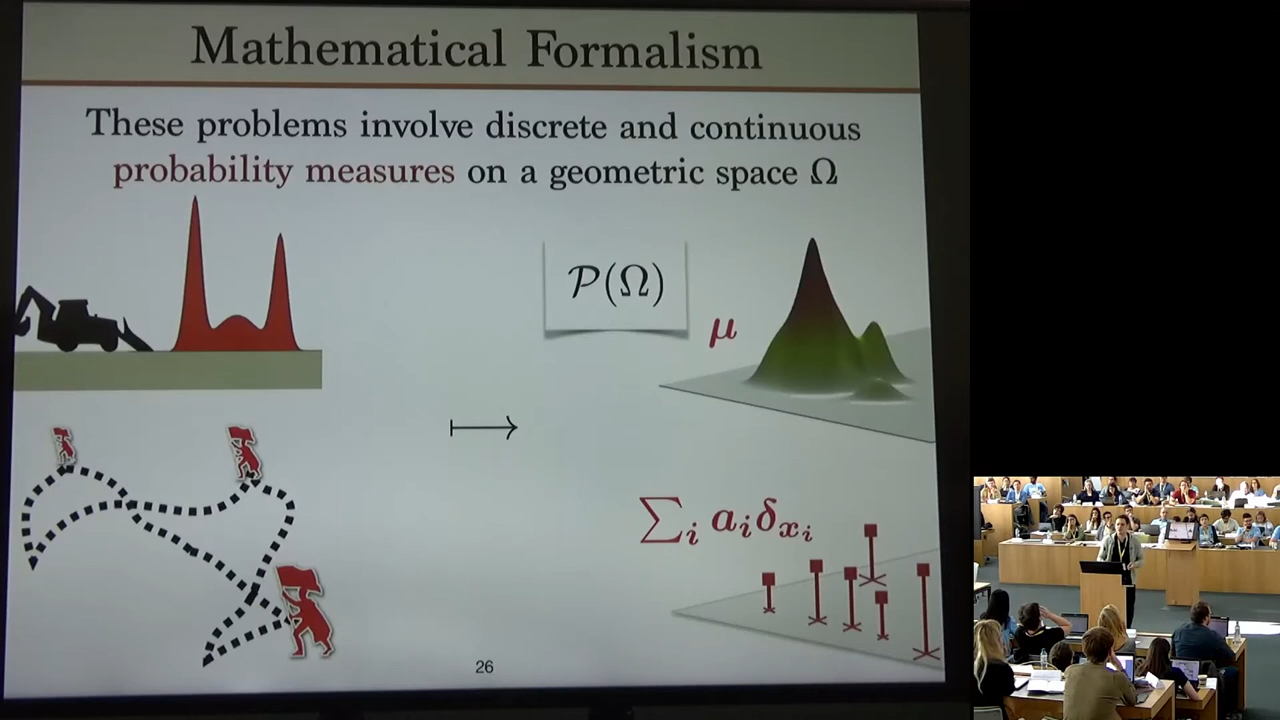 Mathematical Formalism
These problems involve discrete and continuous
probability measures on a geometric space Ω
𝒫(Ω)
μ
∑ᵢ aᵢδₓᵢ
26